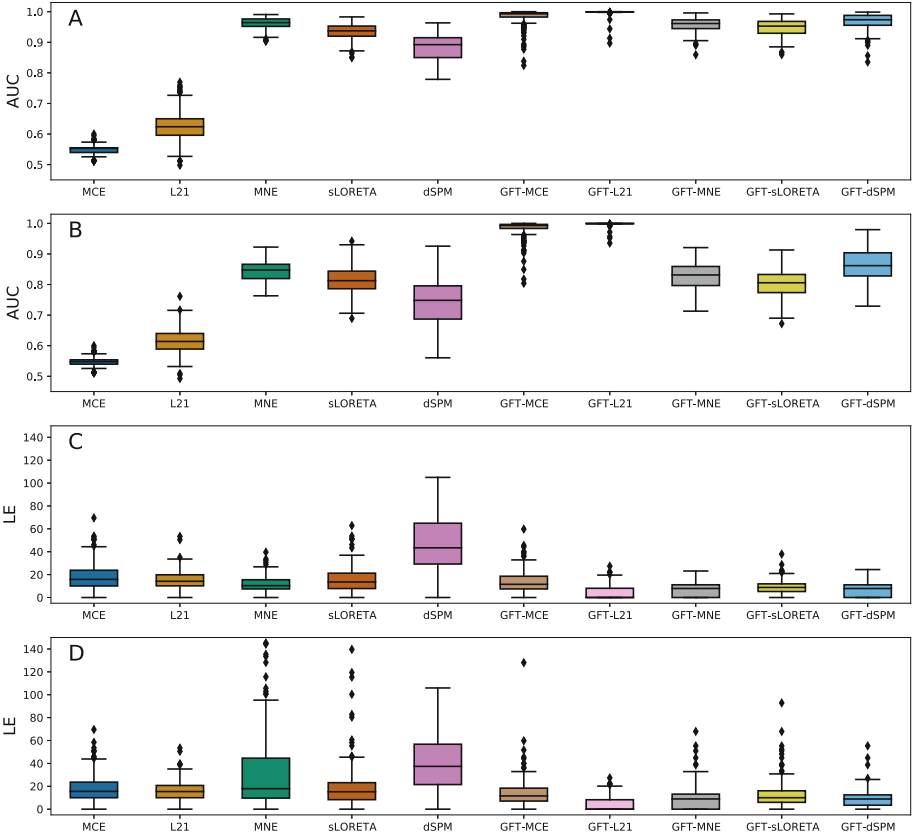 A
1.0
0.9
0.8
0.7
0.6
0.5
AUC
MCE L21 MNE sLORETA dSPM GFT-MCE GFT-L21 GFT-MNE GFT-sLORETA GFT-dSPM
B
1.0
0.9
0.8
0.7
0.6
0.5
AUC
MCE L21 MNE sLORETA dSPM GFT-MCE GFT-L21 GFT-MNE GFT-sLORETA GFT-dSPM
C
140
120
100
80
60
40
20
0
LE
MCE L21 MNE sLORETA dSPM GFT-MCE GFT-L21 GFT-MNE GFT-sLORETA GFT-dSPM
D
140
120
100
80
60
40
20
0
LE
MCE L21 MNE sLORETA dSPM GFT-MCE GFT-L21 GFT-MNE GFT-sLORETA GFT-dSPM